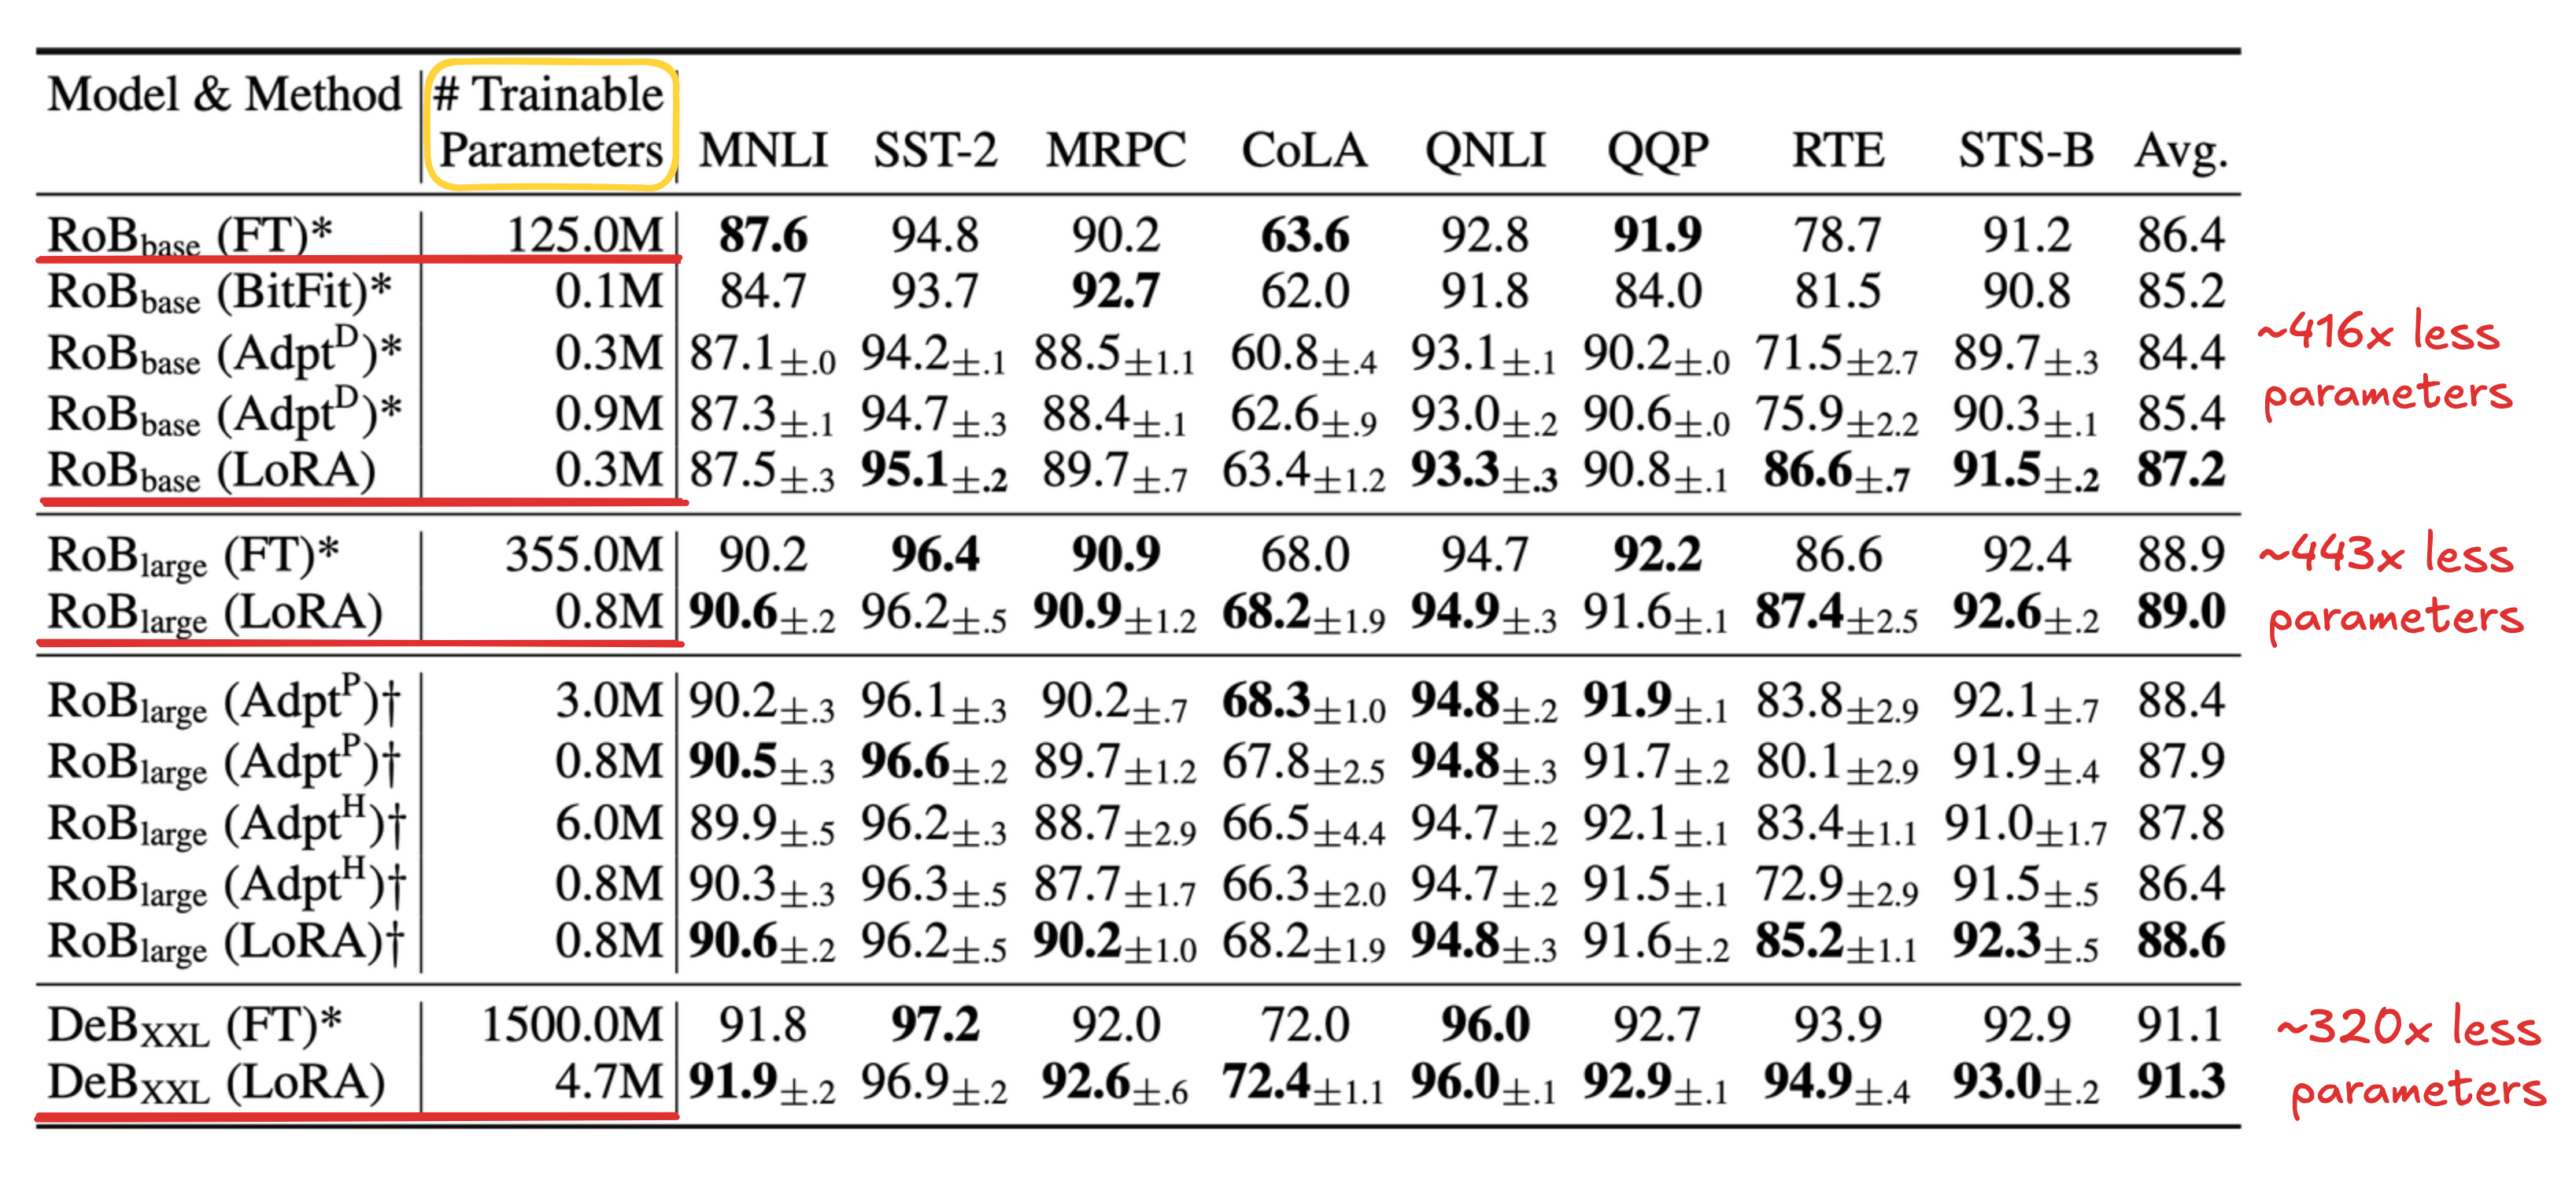 Model & Method # Trainable
Parameters MNLI SST-2 MRPC CoLA QNLI QQP RTE STS-B Avg.
RoBbase (FT)* 125.0M 87.6 94.8 90.2 63.6 92.8 91.9 78.7 91.2 86.4
RoBbase (BitFit)* 0.1M 84.7 93.7 92.7 62.0 91.8 84.0 81.5 90.8 85.2
RoBbase (AdptD)* 0.3M 87.1±.0 94.2±.1 88.5±1.1 60.8±.4 93.1±.1 90.2±.0 71.5±2.7 89.7±.3 84.4
RoBbase (AdptD)* 0.9M 87.3±.1 94.7±.3 88.4±.1 62.6±.9 93.0±.2 90.6±.0 75.9±2.2 90.3±.1 85.4
RoBbase (LoRA) 0.3M 87.5±.3 95.1±.2 89.7±.7 63.4±1.2 93.3±.3 90.8±.1 86.6±.7 91.5±.2 87.2
~416x less
parameters
RoBlarge (FT)* 355.0M 90.2 96.4 90.9 68.0 94.7 92.2 86.6 92.4 88.9
RoBlarge (LoRA) 0.8M 90.6±.2 96.2±.5 90.9±1.2 68.2±1.9 94.9±.3 91.6±.1 87.4±2.5 92.6±.2 89.0
~443x less
parameters
RoBlarge (AdptP)† 3.0M 90.2±.3 96.1±.3 90.2±.7 68.3±1.0 94.8±.2 91.9±.1 83.8±2.9 92.1±.7 88.4
RoBlarge (AdptP)† 0.8M 90.5±.3 96.6±.2 89.7±1.2 67.8±2.5 94.8±.3 91.7±.2 80.1±2.9 91.9±.4 87.9
RoBlarge (AdptH)† 6.0M 89.9±.5 96.2±.3 88.7±2.9 66.5±4.4 94.7±.2 92.1±.1 83.4±1.1 91.0±1.7 87.8
RoBlarge (AdptH)† 0.8M 90.3±.3 96.3±.5 87.7±1.7 66.3±2.0 94.7±.2 91.5±.1 72.9±2.9 91.5±.5 86.4
RoBlarge (LoRA)† 0.8M 90.6±.2 96.2±.5 90.2±1.0 68.2±1.9 94.8±.3 91.6±.2 85.2±1.1 92.3±.5 88.6
DeBXXL (FT)* 1500.0M 91.8 97.2 92.0 72.0 96.0 92.7 93.9 92.9 91.1
DeBXXL (LoRA) 4.7M 91.9±.2 96.9±.2 92.6±.6 72.4±1.1 96.0±.1 92.9±.1 94.9±.4 93.0±.2 91.3
~320x less
parameters